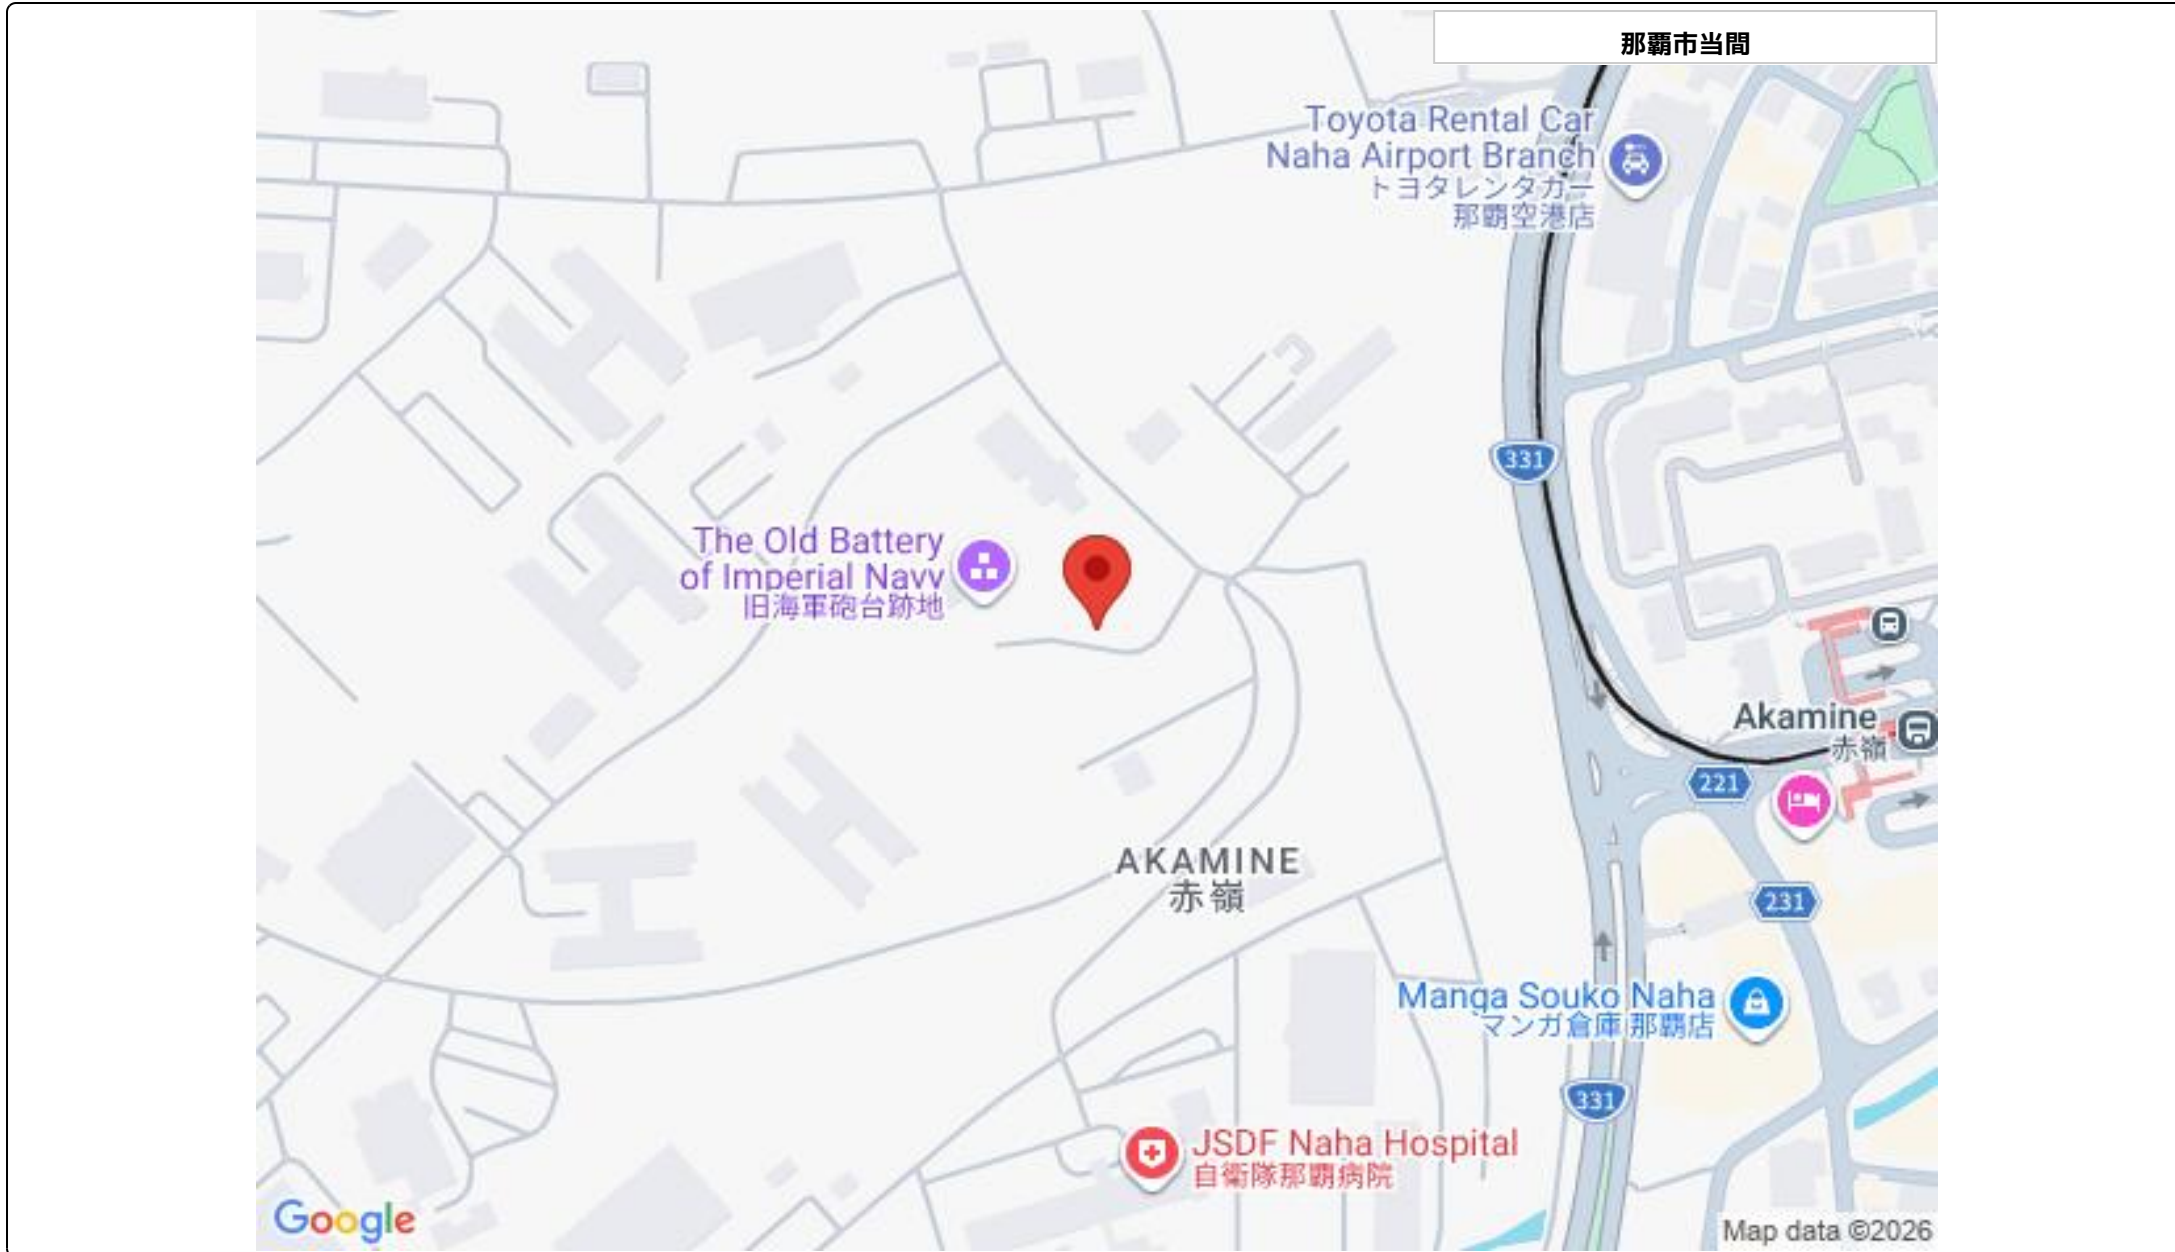 那覇市当間
Toyota Rental Car
Naha Airport Branch
トヨタレンタカー
那覇空港店
331
The Old Battery
of Imperial Navy
旧海軍砲台跡地
Akamine
赤嶺
221
AKAMINE
赤嶺
231
Manga Souko Naha
マンガ倉庫 那覇店
331
JSDF Naha Hospital
自衛隊那覇病院
Google
Map data ©2026